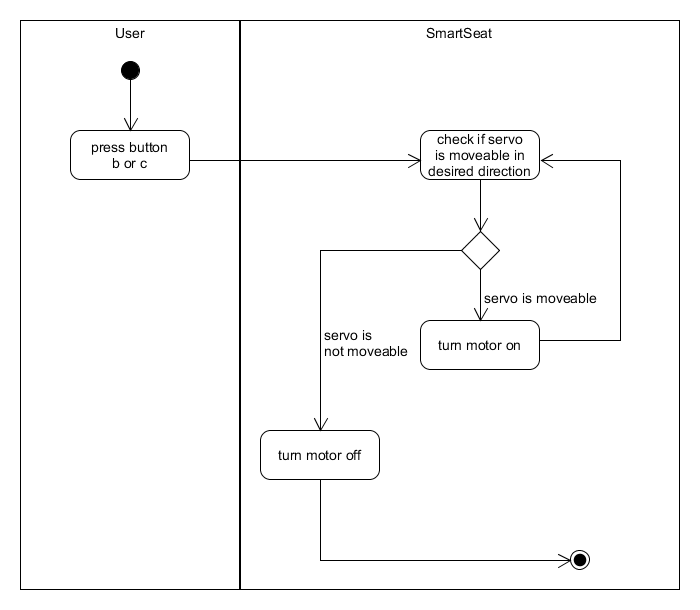 User
SmartSeat
press button
b or c
check if servo
is moveable in
desired direction
servo is moveable
servo is
not moveable
turn motor on
turn motor off